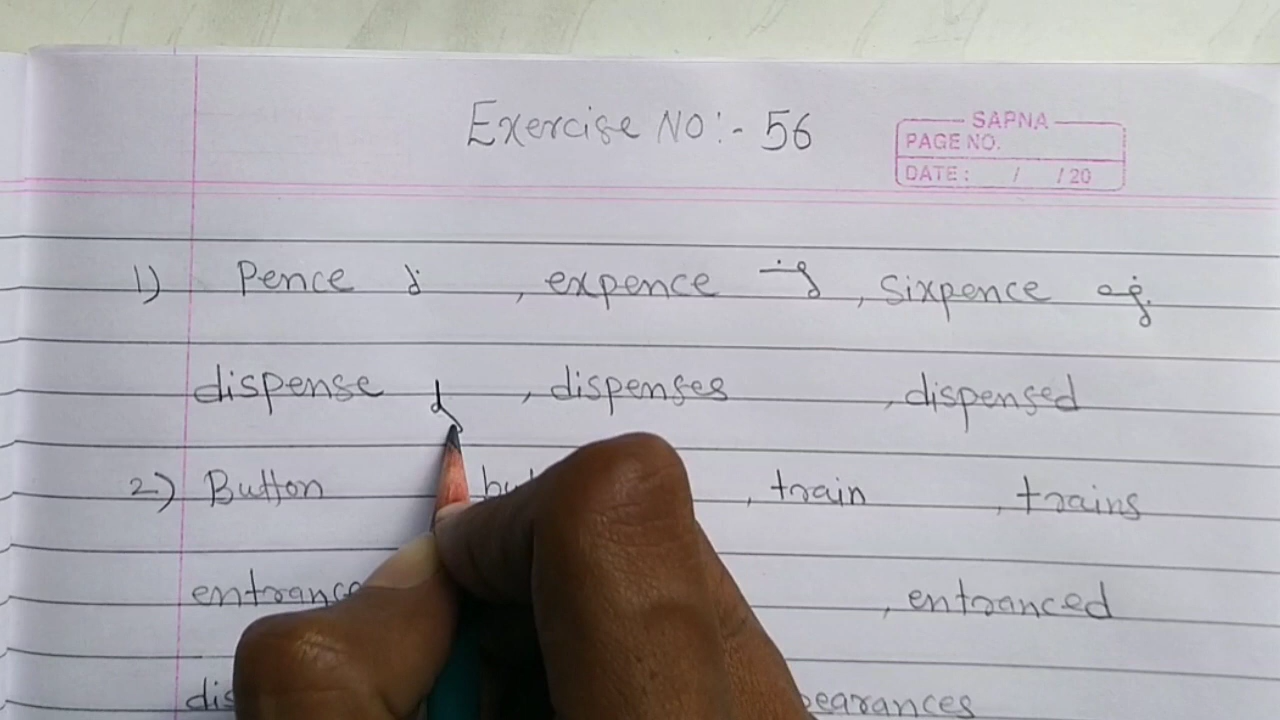 Exercise NO:- 56
SAPNA
PAGE NO.
DATE : / / 20
1) Pence , expence , sixpence
dispense , dispenses , dispensed
2) Button , train , trains
entrance , entranced